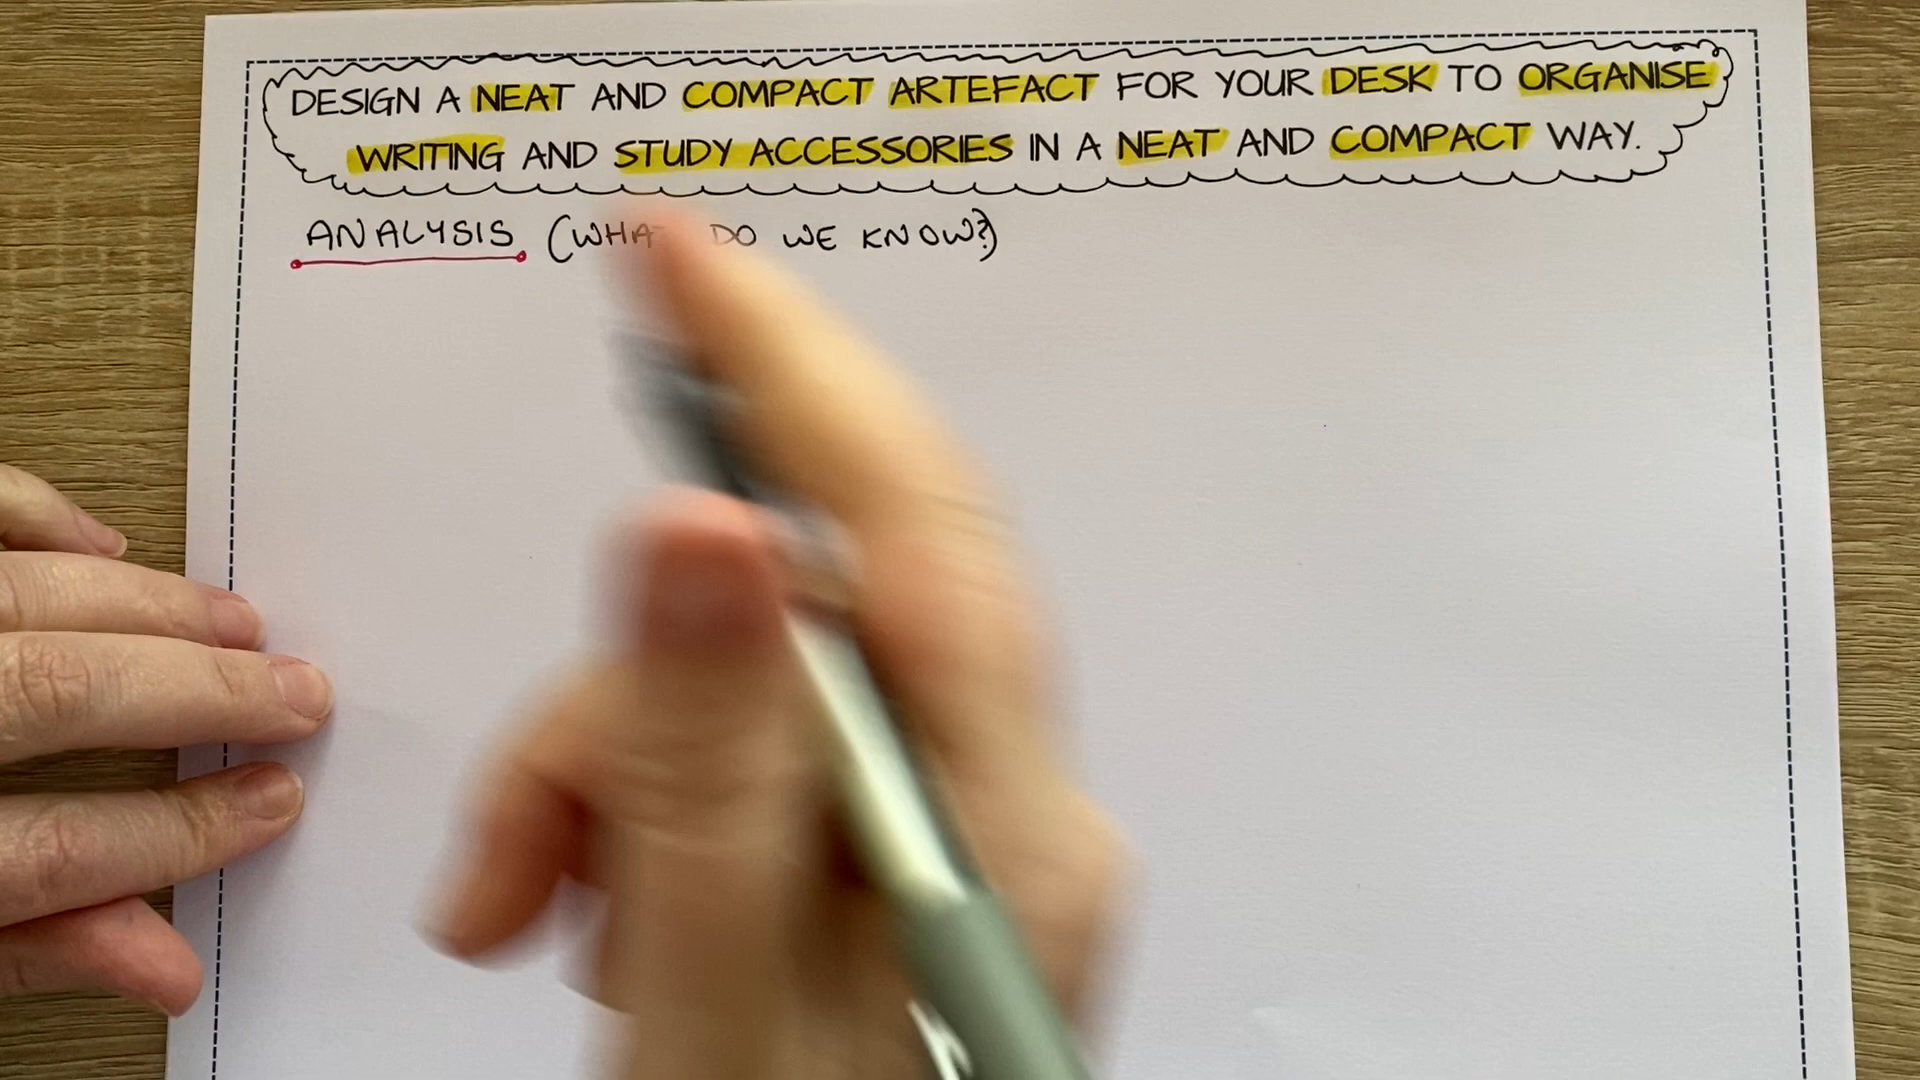 DESIGN A NEAT AND COMPACT ARTEFACT FOR YOUR DESK TO ORGANISE
WRITING AND STUDY ACCESSORIES IN A NEAT AND COMPACT WAY.
ANALYSIS (WHAT DO WE KNOW?)